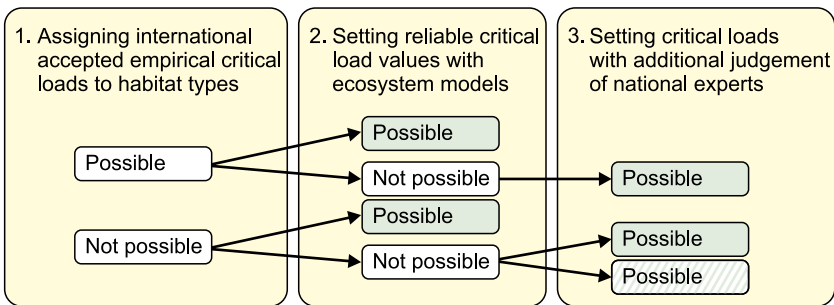 1. Assigning international
accepted empirical critical
loads to habitat types
Possible
Not possible
2. Setting reliable critical
load values with
ecosystem models
Possible
Not possible
Possible
Not possible
3. Setting critical loads
with additional judgement
of national experts
Possible
Possible
Possible